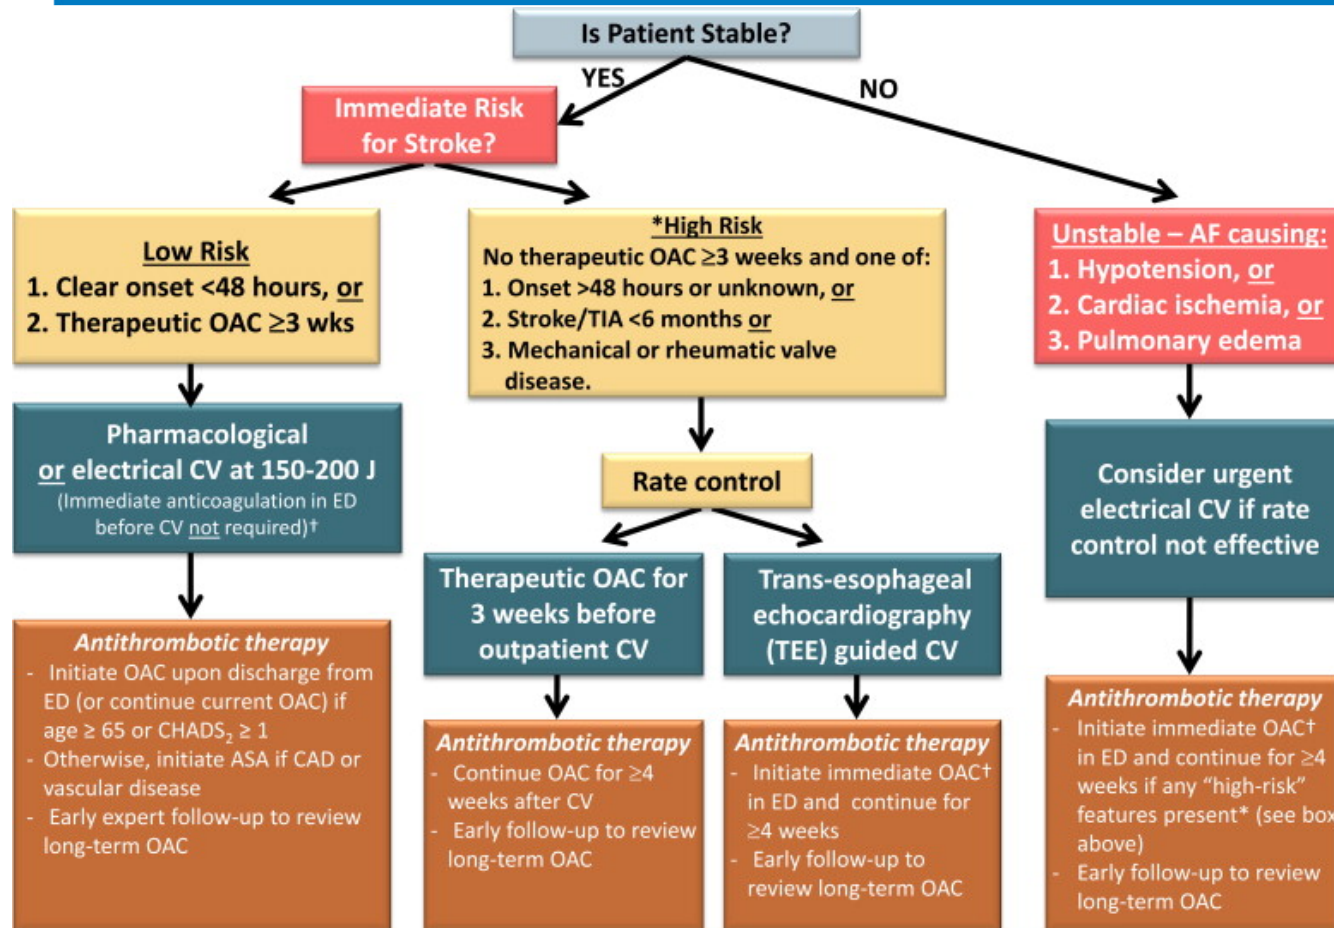 Is Patient Stable?
YES
NO
Immediate Risk
for Stroke?
Low Risk
1. Clear onset <48 hours, or
2. Therapeutic OAC ≥3 wks
*High Risk
No therapeutic OAC ≥3 weeks and one of:
1. Onset >48 hours or unknown, or
2. Stroke/TIA <6 months or
3. Mechanical or rheumatic valve
disease.
Unstable – AF causing:
1. Hypotension, or
2. Cardiac ischemia, or
3. Pulmonary edema
Pharmacological
or electrical CV at 150-200 J
(Immediate anticoagulation in ED
before CV not required)†
Rate control
Consider urgent
electrical CV if rate
control not effective
Therapeutic OAC for
3 weeks before
outpatient CV
Trans-esophageal
echocardiography
(TEE) guided CV
Antithrombotic therapy
- Initiate OAC upon discharge from
ED (or continue current OAC) if
age ≥ 65 or CHADS₂ ≥ 1
- Otherwise, initiate ASA if CAD or
vascular disease
- Early expert follow-up to review
long-term OAC
Antithrombotic therapy
- Continue OAC for ≥4
weeks after CV
- Early follow-up to review
long-term OAC
Antithrombotic therapy
- Initiate immediate OAC†
in ED and continue for
≥4 weeks
- Early follow-up to
review long-term OAC
Antithrombotic therapy
- Initiate immediate OAC†
in ED and continue for ≥4
weeks if any “high-risk”
features present* (see box
above)
- Early follow-up to review
long-term OAC